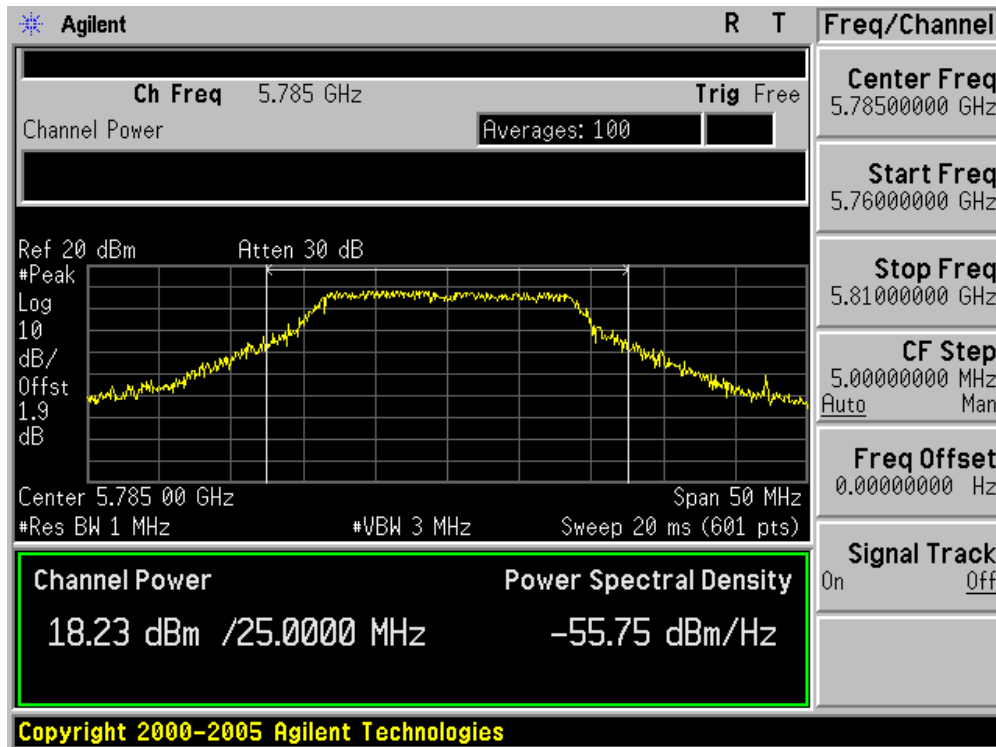 Agilent R T
Ch Freq 5.785 GHz Trig Free
Channel Power Averages: 100
Ref 20 dBm Atten 30 dB
#Peak
Log
10
dB/
Offst
1.9
dB
Center 5.785 00 GHz Span 50 MHz
#Res BW 1 MHz #VBW 3 MHz Sweep 20 ms (601 pts)
Channel Power Power Spectral Density
18.23 dBm /25.0000 MHz -55.75 dBm/Hz
Copyright 2000-2005 Agilent Technologies
Freq/Channel
Center Freq
5.78500000 GHz
Start Freq
5.76000000 GHz
Stop Freq
5.81000000 GHz
CF Step
5.00000000 MHz
Auto Man
Freq Offset
0.00000000 Hz
Signal Track
On Off